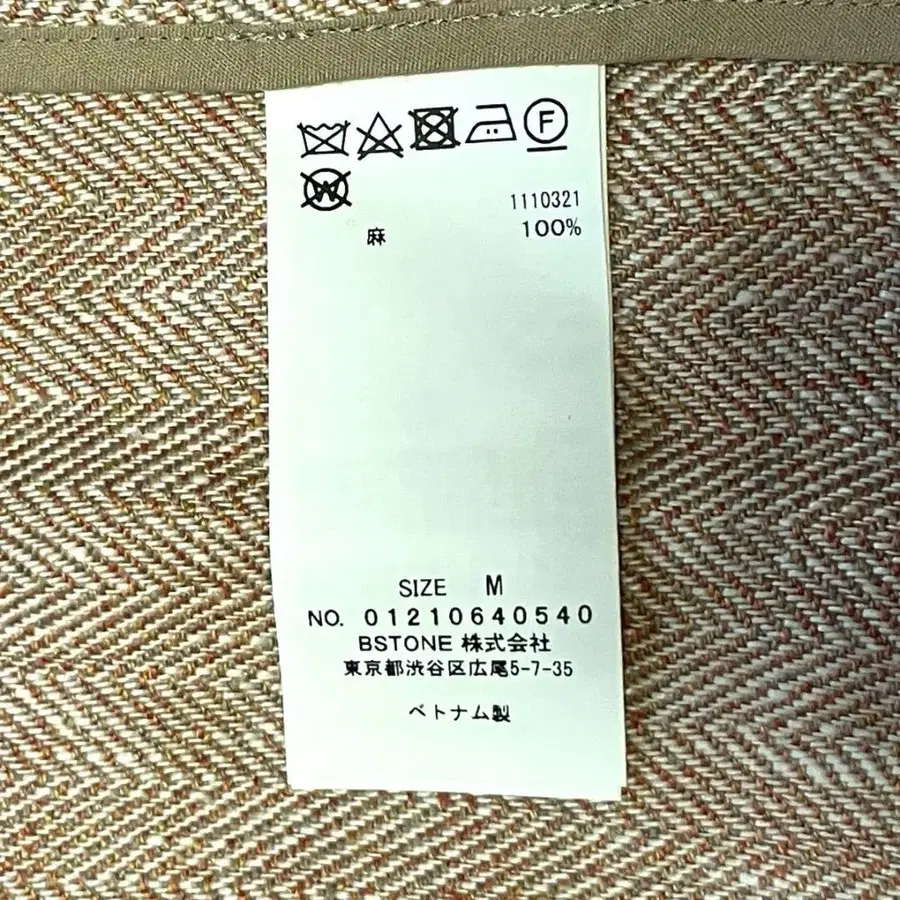 F
W
1110321
麻 100%
SIZE M
NO. 01210640540
BSTONE 株式会社
東京都渋谷区広尾5-7-35
ベトナム製